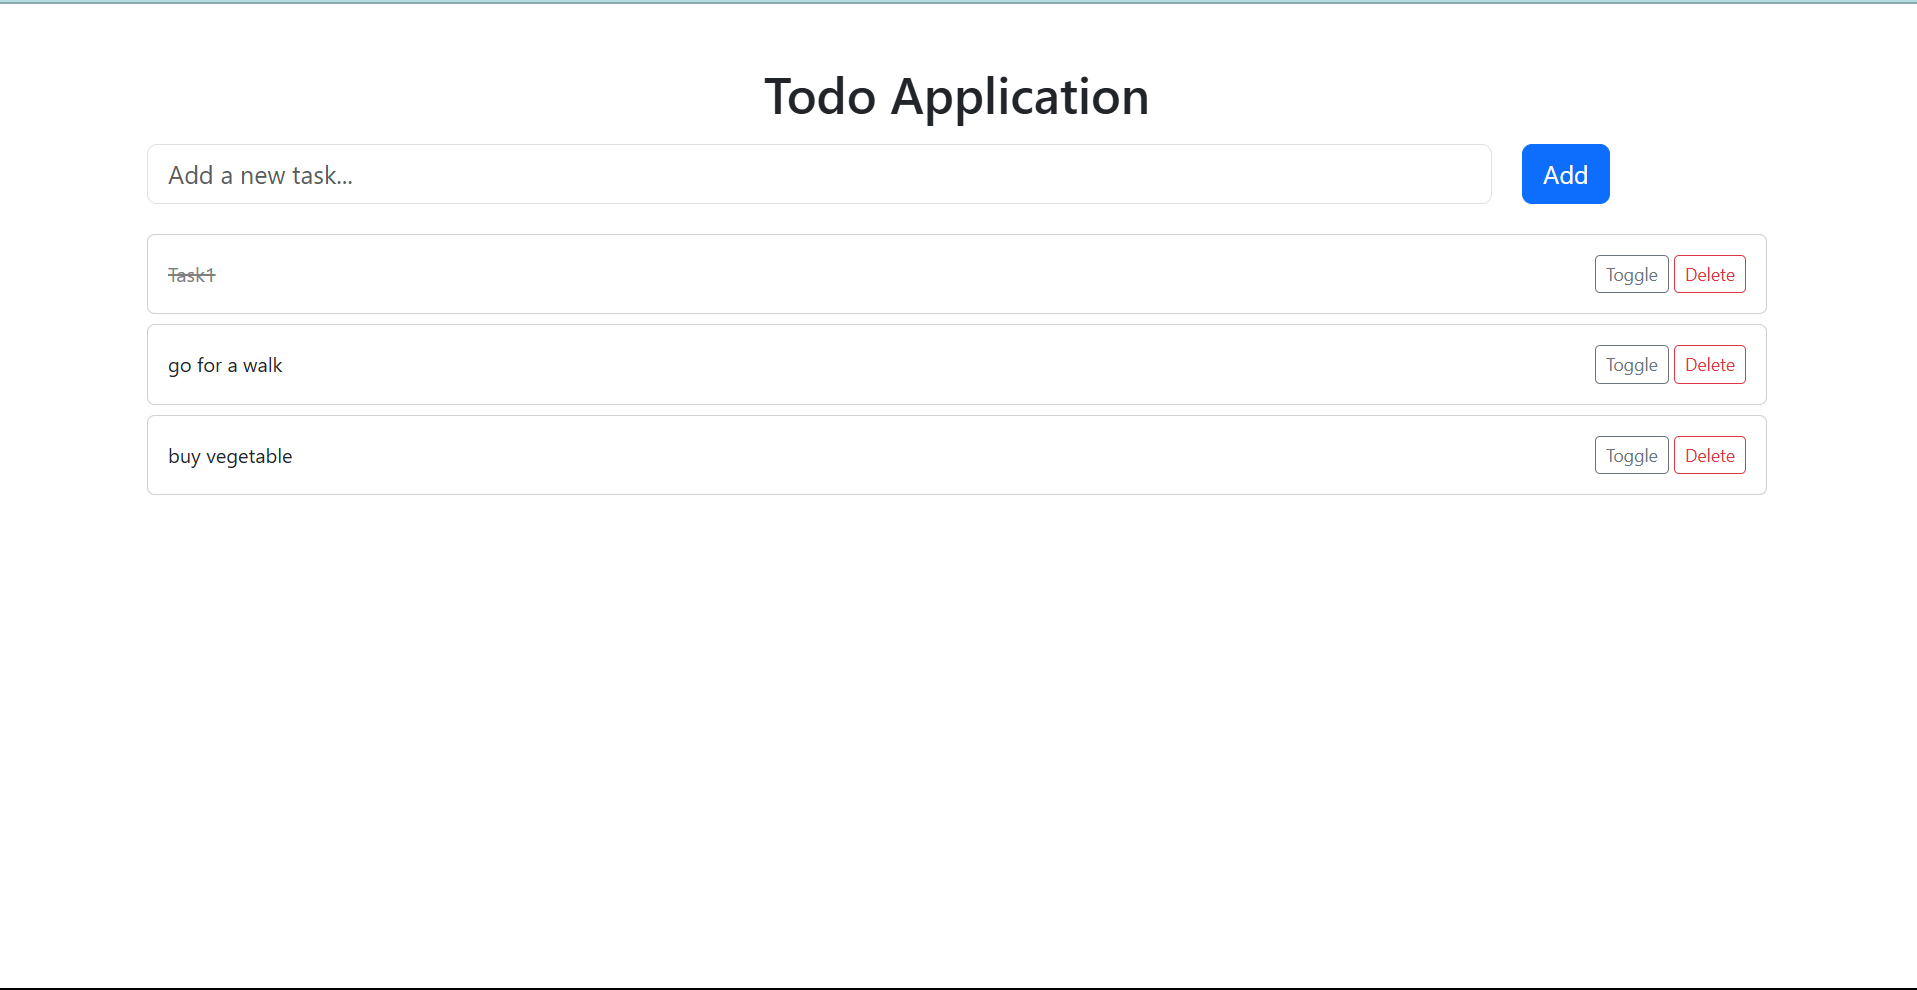 Todo Application
Add a new task... Add
Task1 Toggle Delete
go for a walk Toggle Delete
buy vegetable Toggle Delete